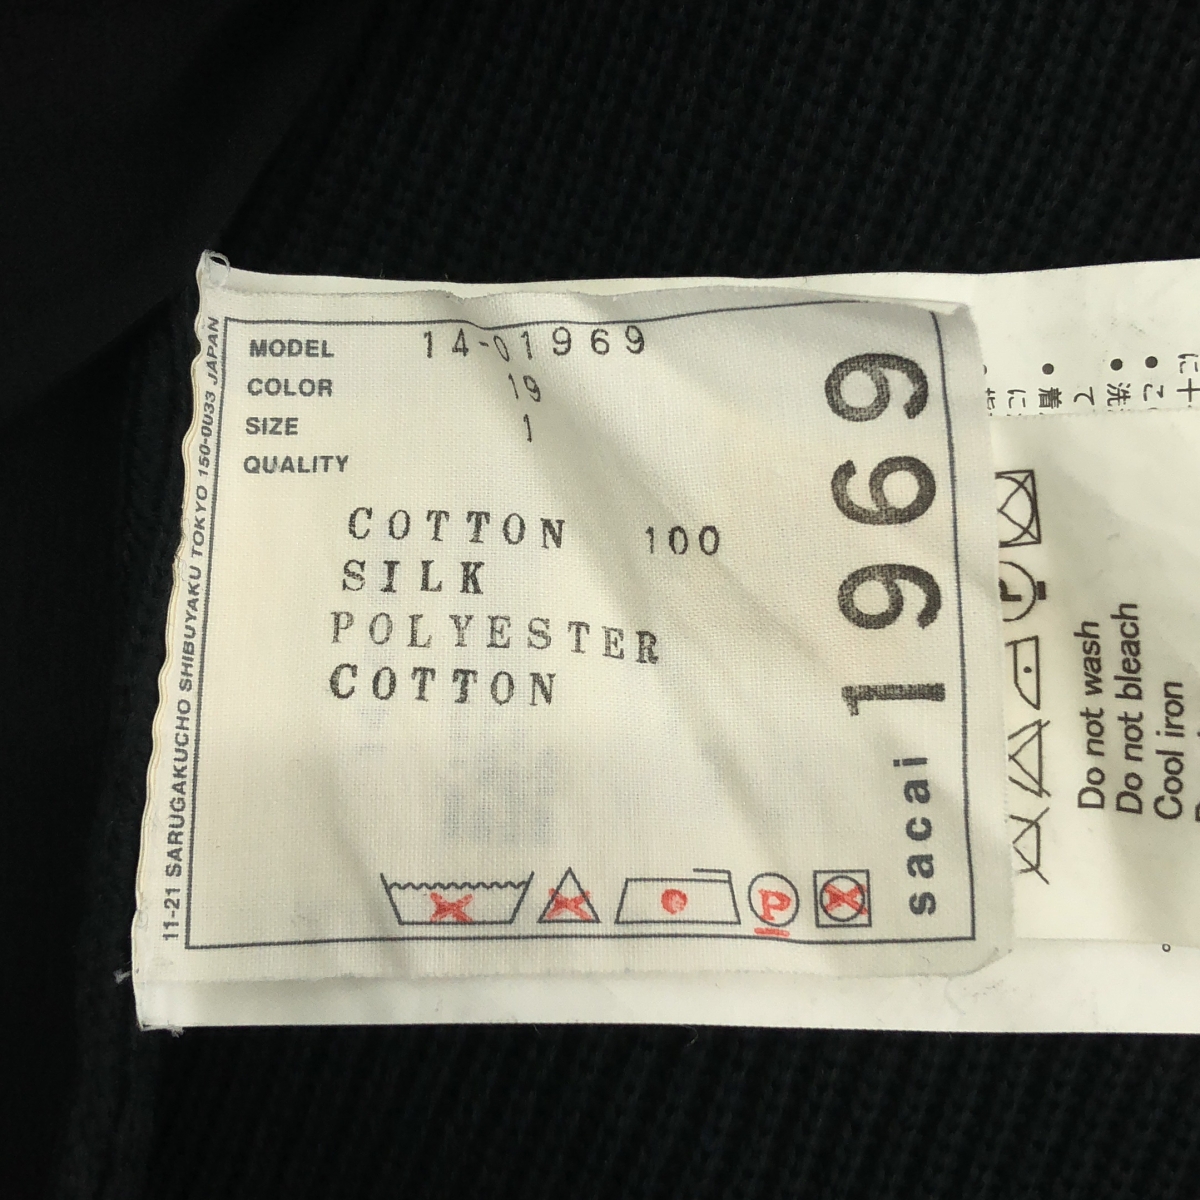 MODEL 14-01969
COLOR 19
SIZE 1
QUALITY
COTTON 100
SILK
POLYESTER
COTTON
P
sacai 1969
11-21 SARUGAKUCHO SHIBUYAKU TOKYO 150-0033 JAPAN
Do not wash
Do not bleach
Cool iron